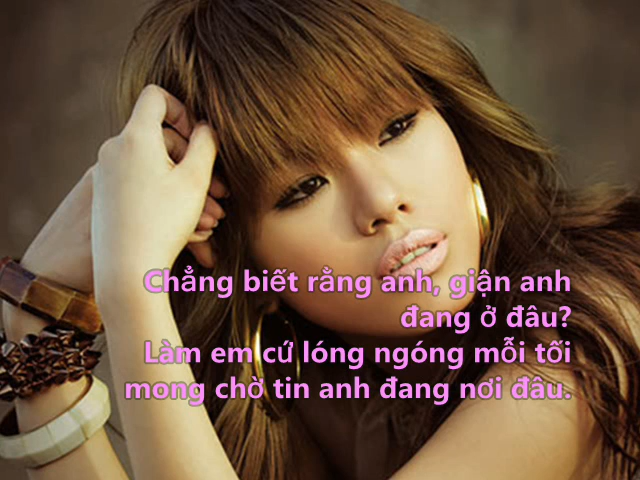 Chẳng biết rằng anh, giận anh
đang ở đâu?
Làm em cứ lóng ngóng mỗi tối
mong chờ tin anh đang nơi đâu.